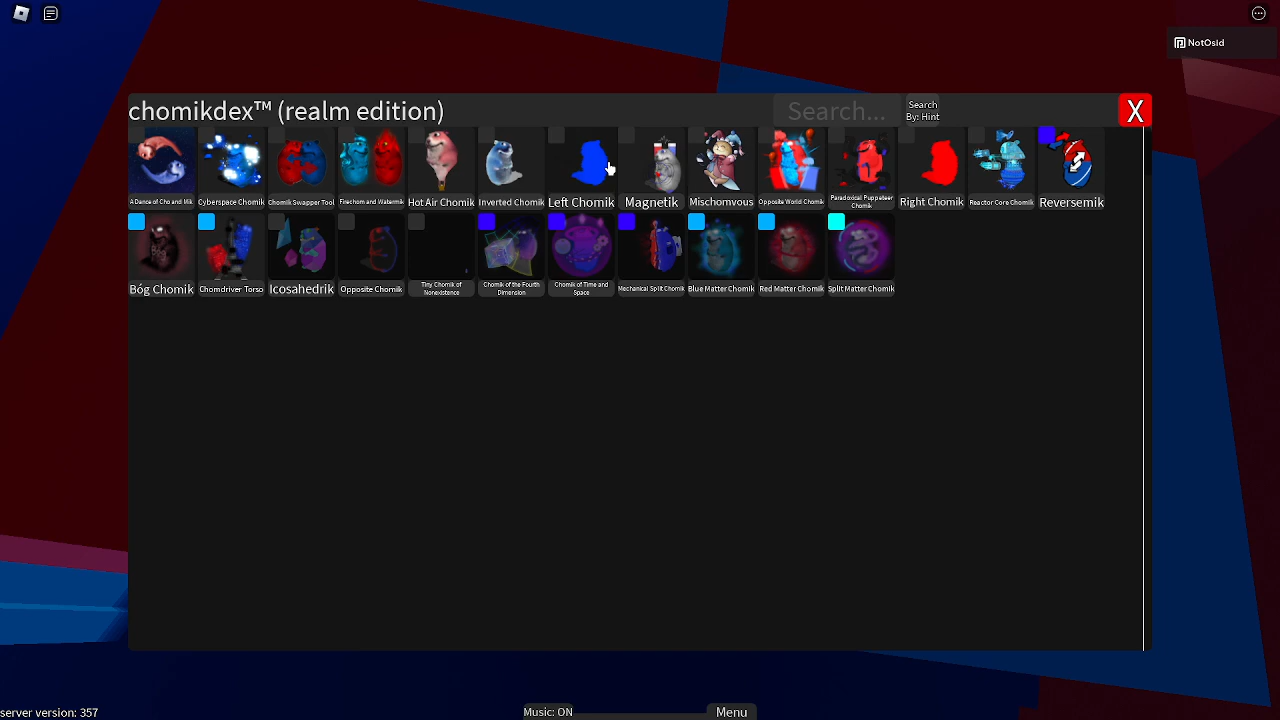 NotOsid
chomikdex™ (realm edition)
Search...
Search
By: Hint
X
A Dance of Cho and Mik
Cyberspace Chomik
Chomik Swapper Tool
Firechom and Watermik
Hot Air Chomik
Inverted Chomik
Left Chomik
Magnetik
Mischomvous
Opposite World Chomik
Paradoxical Puppeteer
Chomik
Right Chomik
Reactor Core Chomik
Reversemik
Bóg Chomik
Chomdriver Torso
Icosahedrik
Opposite Chomik
Tiny Chomik of
Nonexistence
Chomik of the Fourth
Dimension
Chomik of Time and
Space
Mechanical Split Chomik
Blue Matter Chomik
Red Matter Chomik
Split Matter Chomik
server version: 357
Music: ON
Menu